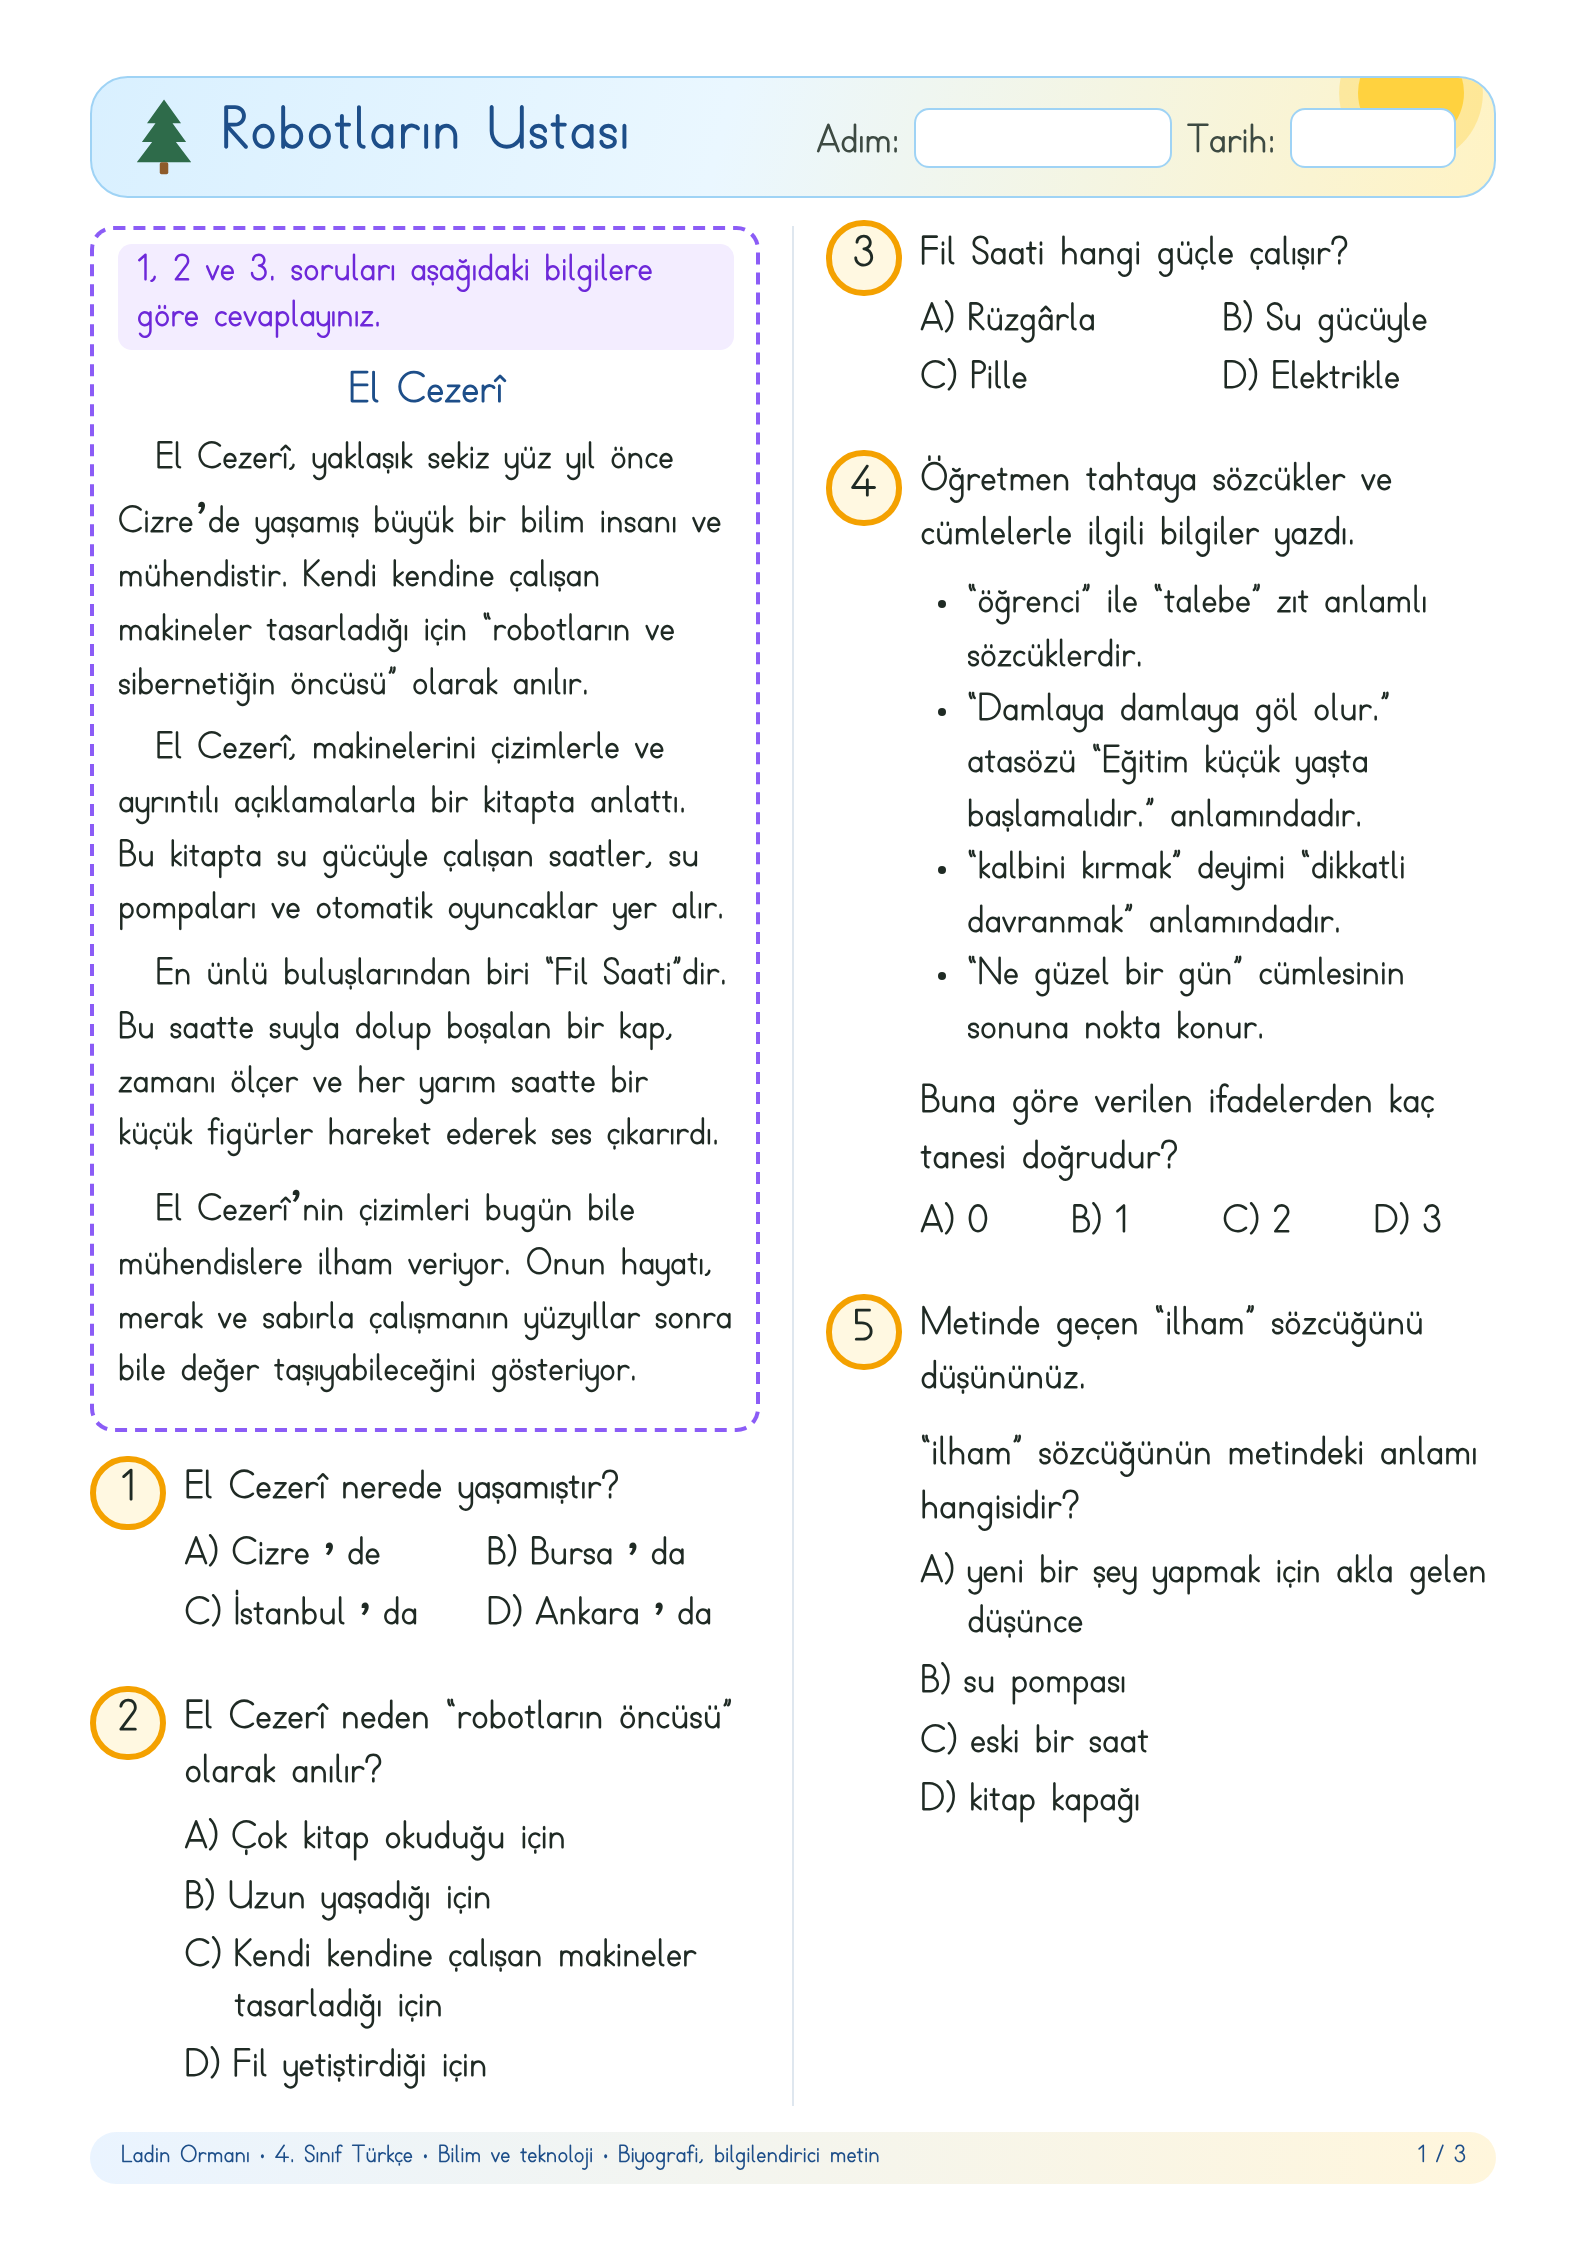 Robotların Ustası
Adım:
Tarih:
1, 2 ve 3. soruları aşağıdaki bilgilere
göre cevaplayınız.
El Cezerî
El Cezerî, yaklaşık sekiz yüz yıl önce
Cizre’de yaşamış büyük bir bilim insanı ve
mühendistir. Kendi kendine çalışan
makineler tasarladığı için “robotların ve
sibernetiğin öncüsü” olarak anılır.
El Cezerî, makinelerini çizimlerle ve
ayrıntılı açıklamalarla bir kitapta anlattı.
Bu kitapta su gücüyle çalışan saatler, su
pompaları ve otomatik oyuncaklar yer alır.
En ünlü buluşlarından biri “Fil Saati”dir.
Bu saatte suyla dolup boşalan bir kap,
zamanı ölçer ve her yarım saatte bir
küçük figürler hareket ederek ses çıkarırdı.
El Cezerî’nin çizimleri bugün bile
mühendislere ilham veriyor. Onun hayatı,
merak ve sabırla çalışmanın yüzyıllar sonra
bile değer taşıyabileceğini gösteriyor.
1 El Cezerî nerede yaşamıştır?
A) Cizre ’ de B) Bursa ’ da
C) İstanbul ’ da D) Ankara ’ da
2 El Cezerî neden “robotların öncüsü”
olarak anılır?
A) Çok kitap okuduğu için
B) Uzun yaşadığı için
C) Kendi kendine çalışan makineler
tasarladığı için
D) Fil yetiştirdiği için
3 Fil Saati hangi güçle çalışır?
A) Rüzgârla B) Su gücüyle
C) Pille D) Elektrikle
4 Öğretmen tahtaya sözcükler ve
cümlelerle ilgili bilgiler yazdı.
• “öğrenci” ile “talebe” zıt anlamlı
sözcüklerdir.
• “Damlaya damlaya göl olur.”
atasözü “Eğitim küçük yaşta
başlamalıdır.” anlamındadır.
• “kalbini kırmak” deyimi “dikkatli
davranmak” anlamındadır.
• “Ne güzel bir gün” cümlesinin
sonuna nokta konur.
Buna göre verilen ifadelerden kaç
tanesi doğrudur?
A) 0 B) 1 C) 2 D) 3
5 Metinde geçen “ilham” sözcüğünü
düşününüz.
“ilham” sözcüğünün metindeki anlamı
hangisidir?
A) yeni bir şey yapmak için akla gelen
düşünce
B) su pompası
C) eski bir saat
D) kitap kapağı
Ladin Ormanı • 4. Sınıf Türkçe • Bilim ve teknoloji • Biyografi, bilgilendirici metin
1 / 3